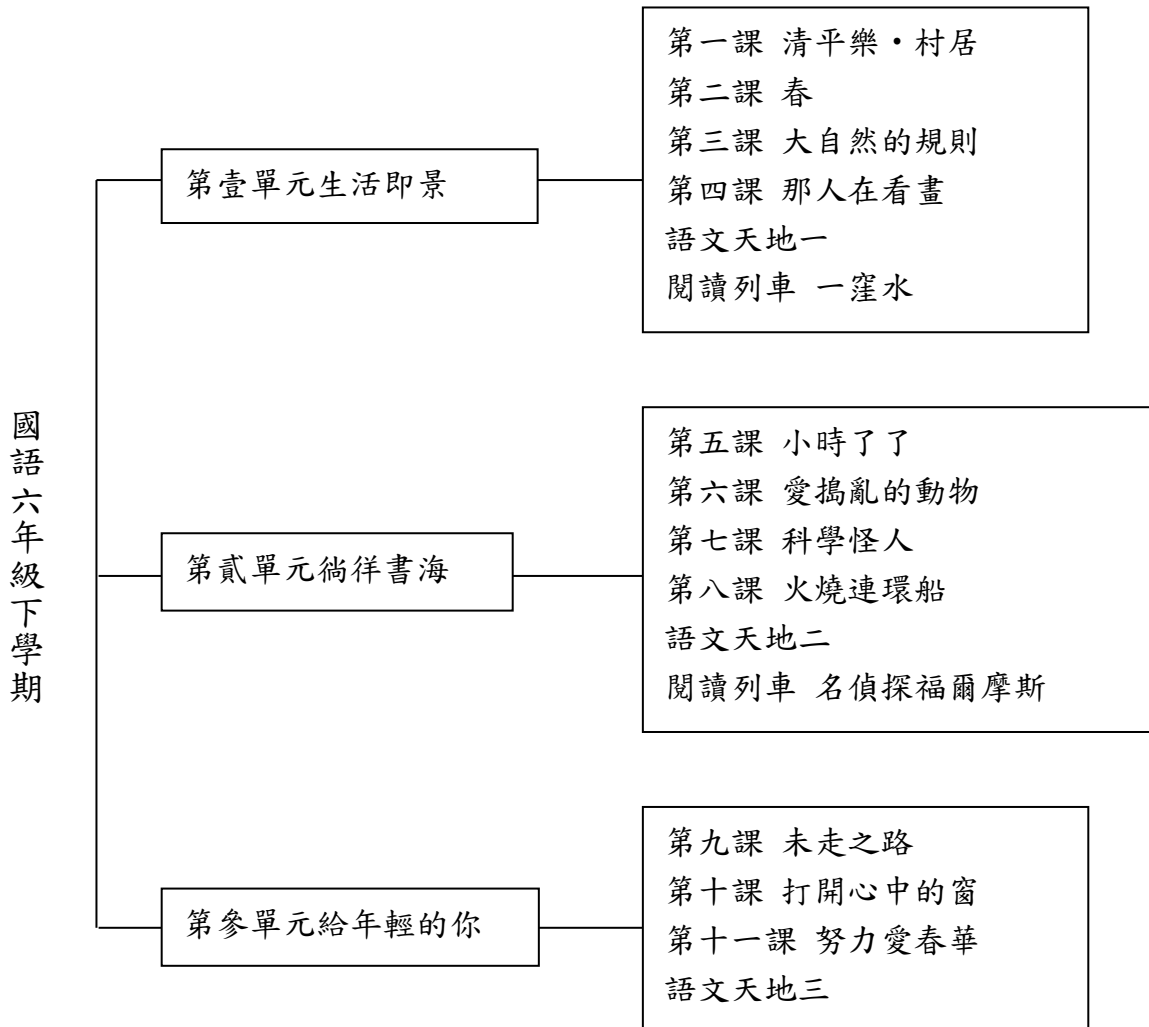 國語六年級下學期
第壹單元生活即景
第一課 清平樂・村居
第二課 春
第三課 大自然的規則
第四課 那人在看畫
語文天地一
閱讀列車 一窪水
第貳單元徜徉書海
第五課 小時了了
第六課 愛搗亂的動物
第七課 科學怪人
第八課 火燒連環船
語文天地二
閱讀列車 名偵探福爾摩斯
第參單元給年輕的你
第九課 未走之路
第十課 打開心中的窗
第十一課 努力愛春華
語文天地三